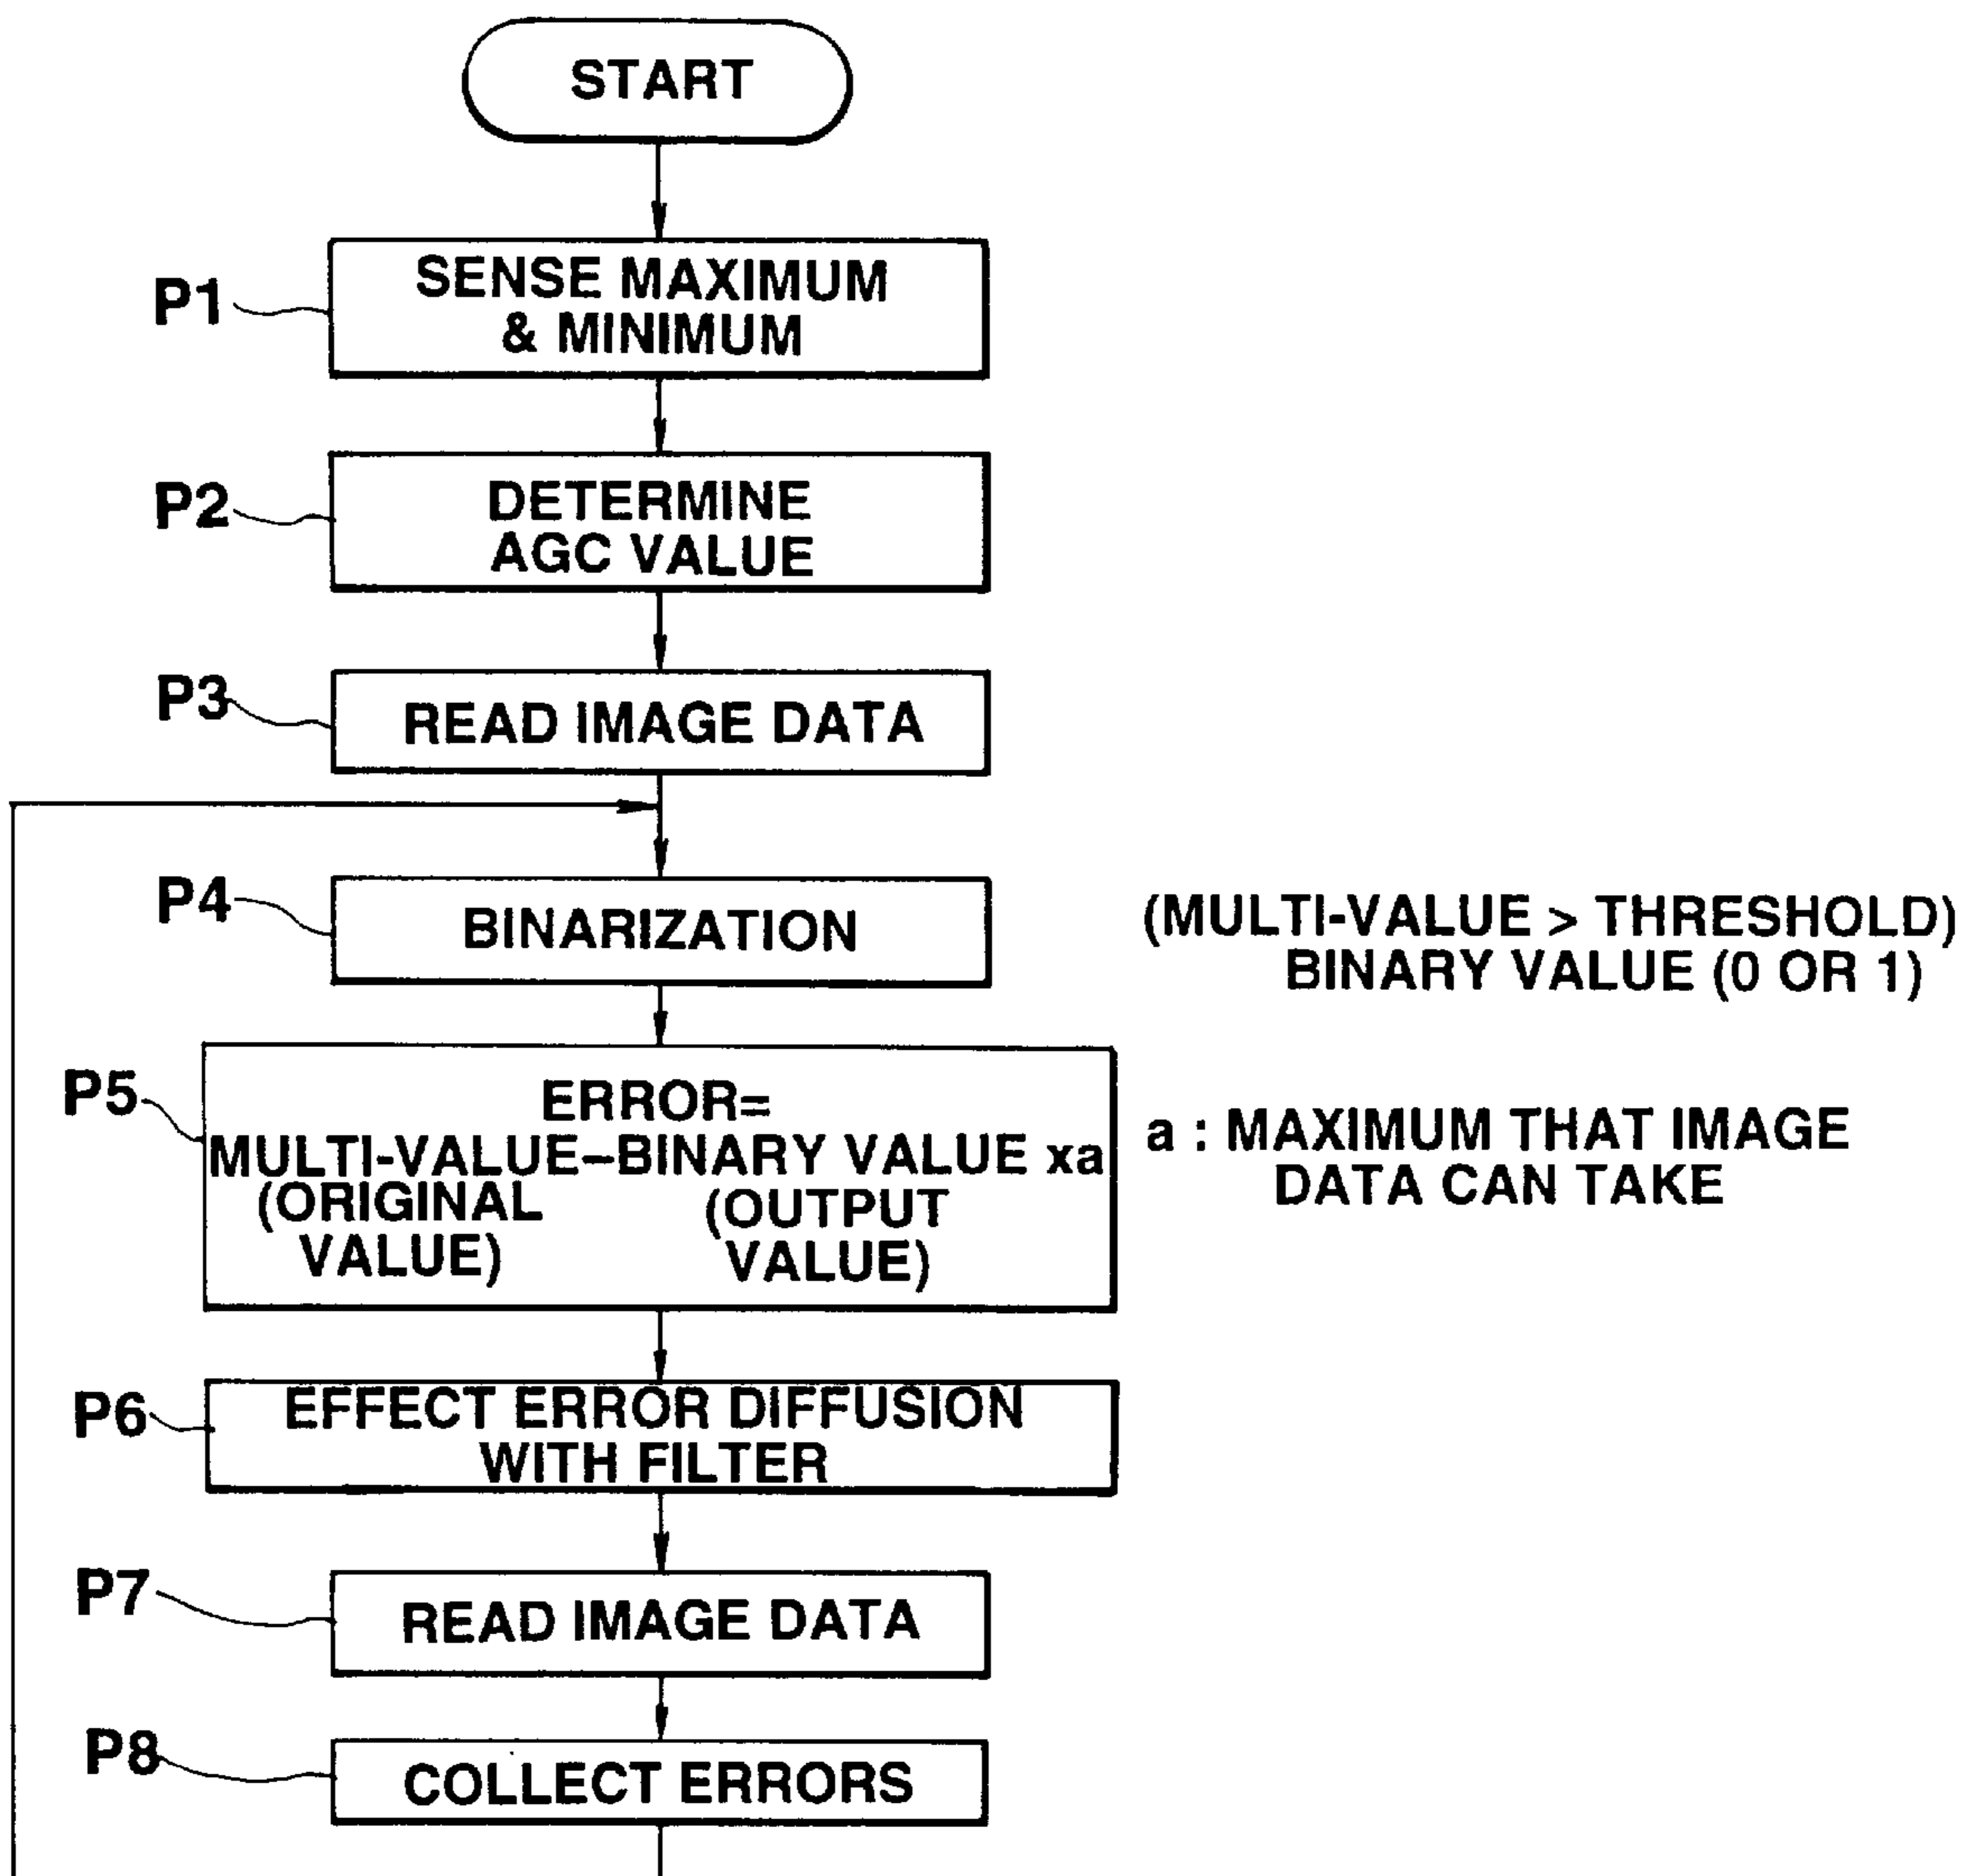 START
P1
SENSE MAXIMUM
& MINIMUM
P2
DETERMINE
AGC VALUE
P3
READ IMAGE DATA
P4
BINARIZATION
(MULTI-VALUE > THRESHOLD)
BINARY VALUE (0 OR 1)
P5
ERROR=
MULTI-VALUE–BINARY VALUE xa
(ORIGINAL (OUTPUT
VALUE) VALUE)
a : MAXIMUM THAT IMAGE
DATA CAN TAKE
P6
EFFECT ERROR DIFFUSION
WITH FILTER
P7
READ IMAGE DATA
P8
COLLECT ERRORS